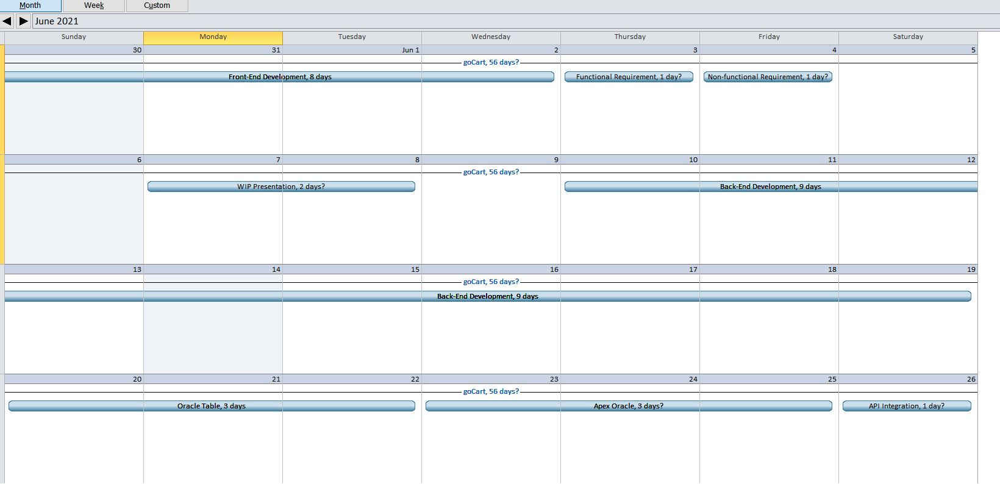 Month Week Custom
June 2021
Sunday Monday Tuesday Wednesday Thursday Friday Saturday
30 31 Jun 1 2 3 4 5
goCart, 56 days?
Front-End Development, 8 days Functional Requirement, 1 day? Non-functional Requirement, 1 day?
6 7 8 9 10 11 12
goCart, 56 days?
WIP Presentation, 2 days? Back-End Development, 9 days
13 14 15 16 17 18 19
goCart, 56 days?
Back-End Development, 9 days
20 21 22 23 24 25 26
goCart, 56 days?
Oracle Table, 3 days Apex Oracle, 3 days? API Integration, 1 day?